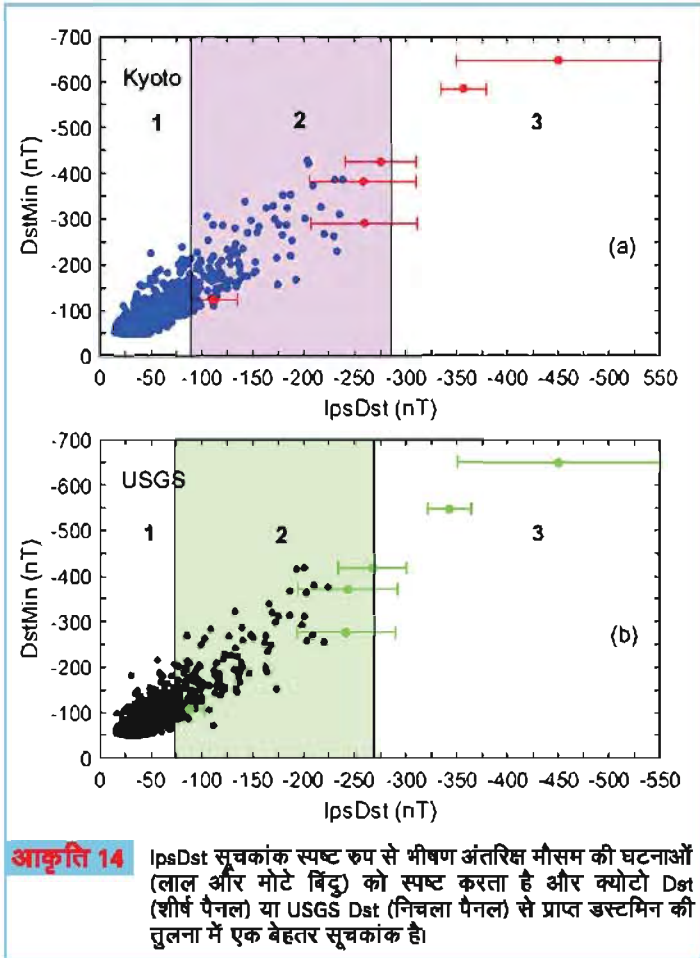 -700
-600
-500
-400
-300
-200
-100
0
DstMin (nT)
Kyoto
1
2
3
(a)
0 -50 -100 -150 -200 -250 -300 -350 -400 -450 -500 550
IpsDst (nT)
-700
-600
-500
-400
-300
-200
-100
0
DstMin (nT)
USGS
1
2
3
(b)
0 -50 -100 -150 -200 -250 -300 -350 -400 -450 -500 -550
IpsDst (nT)
आकृति 14
IpsDst सूचकांक स्पष्ट रुप से भीषण अंतरिक्ष मौसम की घटनाओं
(लाल और मोटे बिंदु) को स्पष्ट करता है और क्योटो Dst
(शीर्ष पैनल) या USGS Dst (निचला पैनल) से प्राप्त डस्टमिन की
तुलना में एक बेहतर सूचकांक है।